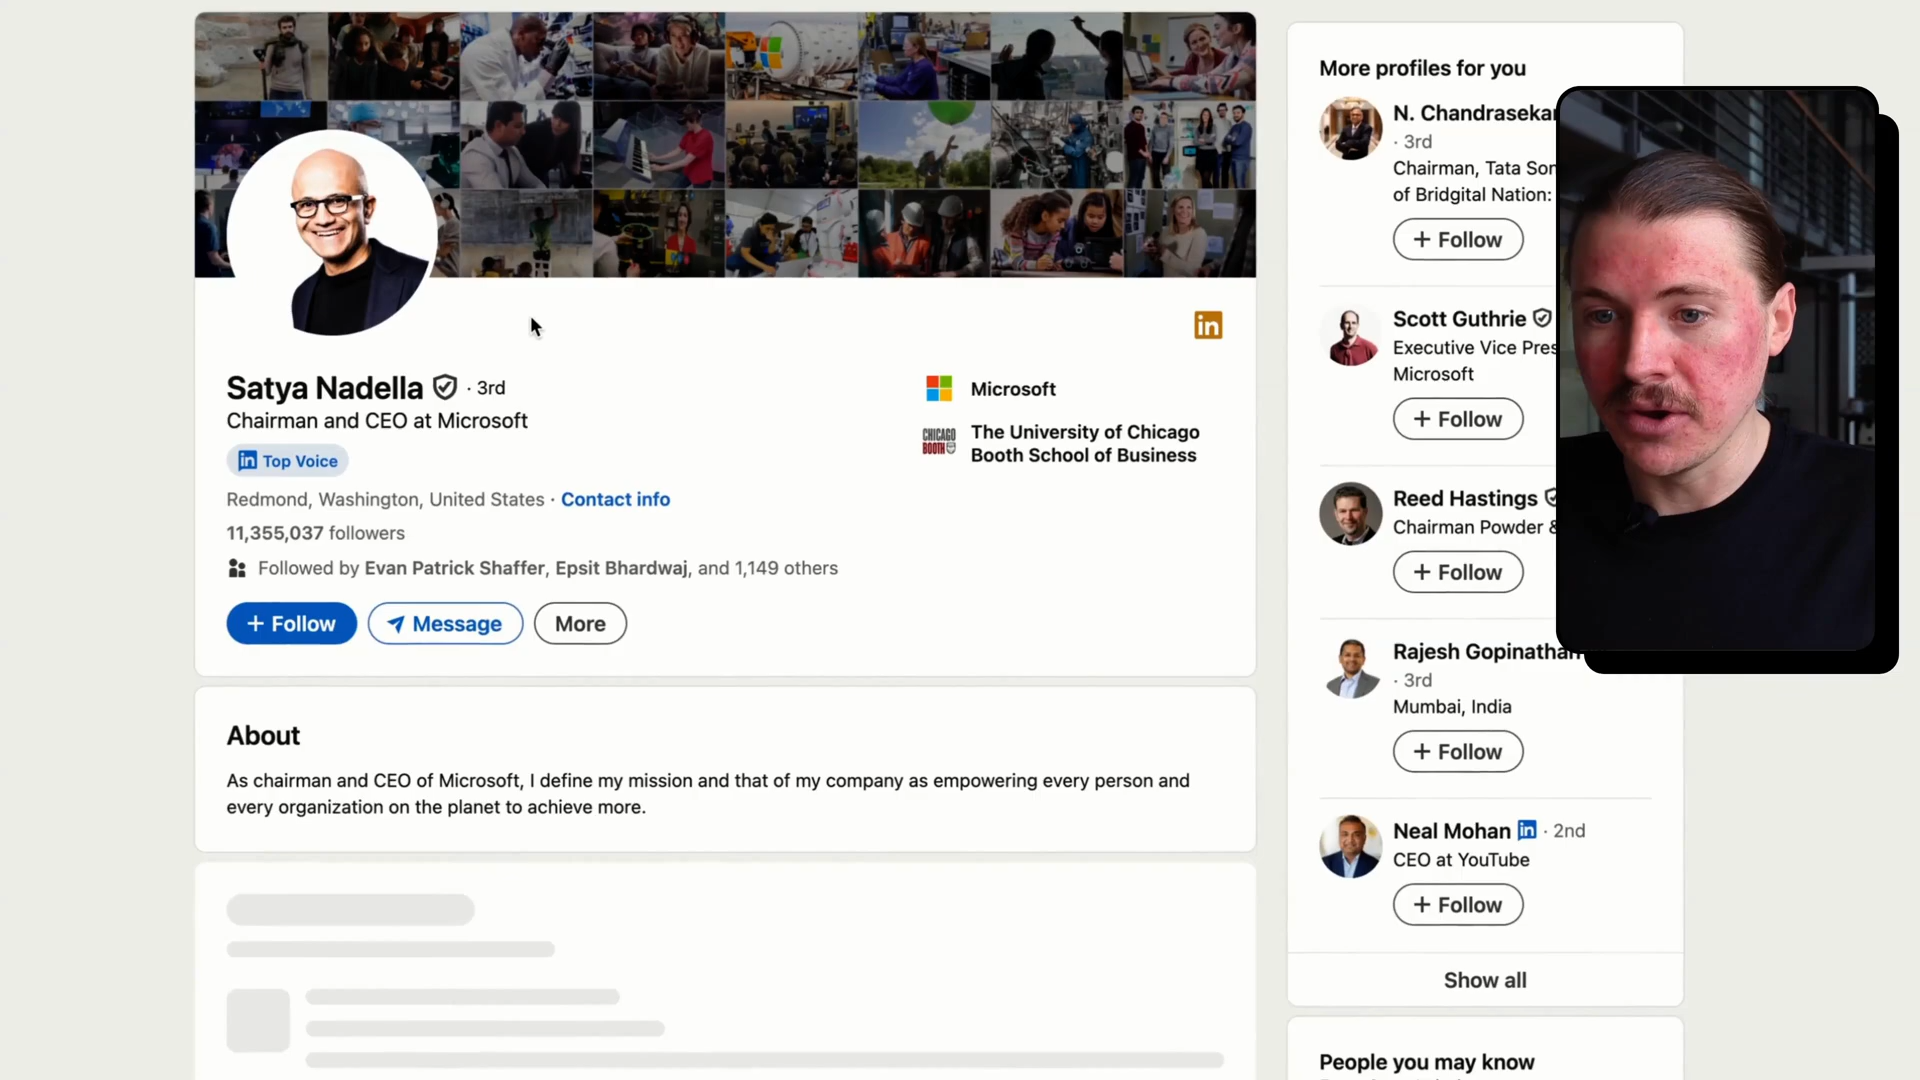 Satya Nadella · 3rd
Chairman and CEO at Microsoft
in Top Voice
Redmond, Washington, United States · Contact info
11,355,037 followers
Followed by Evan Patrick Shaffer, Epsit Bhardwaj, and 1,149 others
+ Follow
Message
More
in
Microsoft
CHICAGO BOOTH
The University of Chicago
Booth School of Business
About
As chairman and CEO of Microsoft, I define my mission and that of my company as empowering every person and
every organization on the planet to achieve more.
More profiles for you
N. Chandrasekar
· 3rd
Chairman, Tata Son
of Bridgital Nation:
+ Follow
Scott Guthrie
Executive Vice Pres
Microsoft
+ Follow
Reed Hastings
Chairman Powder &
+ Follow
Rajesh Gopinathan
· 3rd
Mumbai, India
+ Follow
Neal Mohan in · 2nd
CEO at YouTube
+ Follow
Show all
People you may know